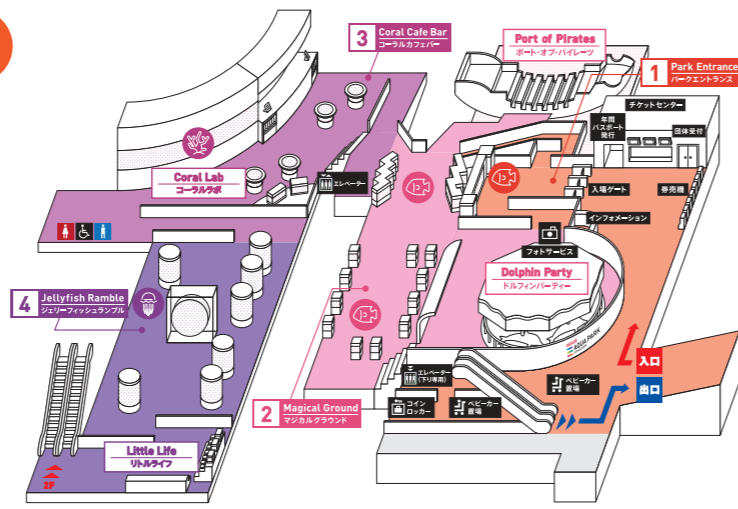 3
Coral Cafe Bar
コーラルカフェバー
Port of Pirates
ポート・オブ・パイレーツ
1
Park Entrance
パークエントランス
チケットセンター
年間
パスポート
発行
団体受付
Coral Lab
コーラルラボ
エレベーター
入場ゲート
券売機
インフォメーション
フォトサービス
Dolphin Party
ドルフィンパーティー
4
Jellyfish Ramble
ジェリーフィッシュランブル
AQUA PARK
入口
エレベーター
(下り専用)
ベビーカー
置場
出口
2
Magical Ground
マジカルグラウンド
コイン
ロッカー
ベビーカー
置場
Little Life
リトルライフ
2F